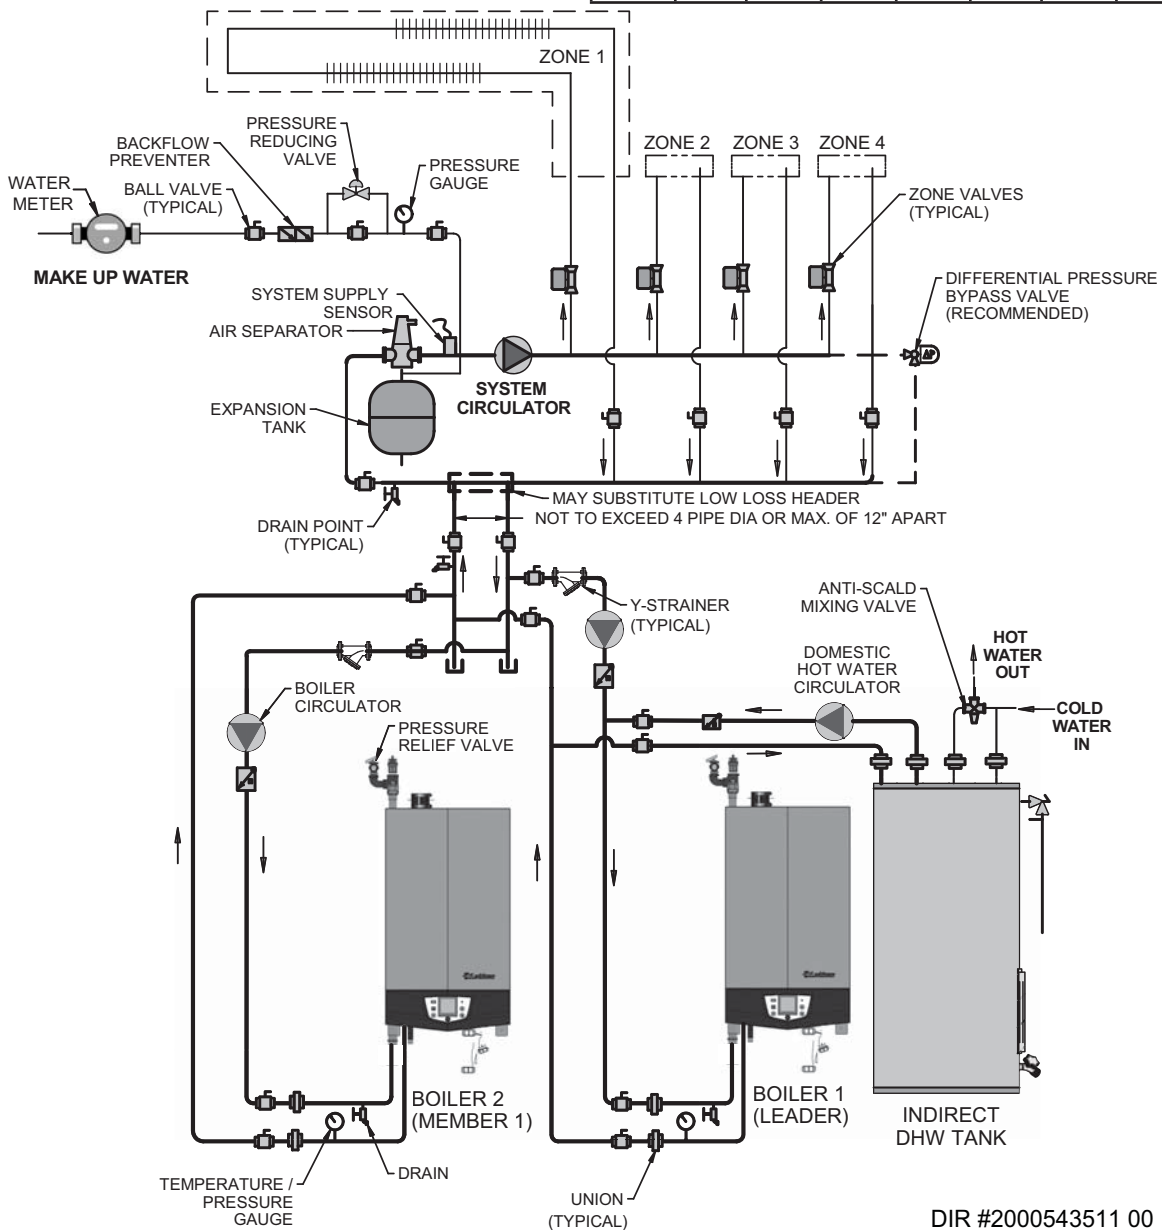 ZONE 1
PRESSURE
REDUCING
VALVE
BACKFLOW
PREVENTER
PRESSURE
GAUGE
ZONE 2
ZONE 3
ZONE 4
WATER
METER
BALL VALVE
(TYPICAL)
ZONE VALVES
(TYPICAL)
MAKE UP WATER
SYSTEM SUPPLY
SENSOR
AIR SEPARATOR
DIFFERENTIAL PRESSURE
BYPASS VALVE
(RECOMMENDED)
ΔP
SYSTEM
CIRCULATOR
EXPANSION
TANK
MAY SUBSTITUTE LOW LOSS HEADER
NOT TO EXCEED 4 PIPE DIA OR MAX. OF 12" APART
DRAIN POINT
(TYPICAL)
Y-STRAINER
(TYPICAL)
ANTI-SCALD
MIXING VALVE
HOT
WATER
OUT
DOMESTIC
HOT WATER
CIRCULATOR
COLD
WATER
IN
BOILER
CIRCULATOR
PRESSURE
RELIEF VALVE
Lochinvar
Lochinvar
BOILER 2
(MEMBER 1)
BOILER 1
(LEADER)
INDIRECT
DHW TANK
DRAIN
TEMPERATURE /
PRESSURE
GAUGE
UNION
(TYPICAL)
DIR #2000543511 00